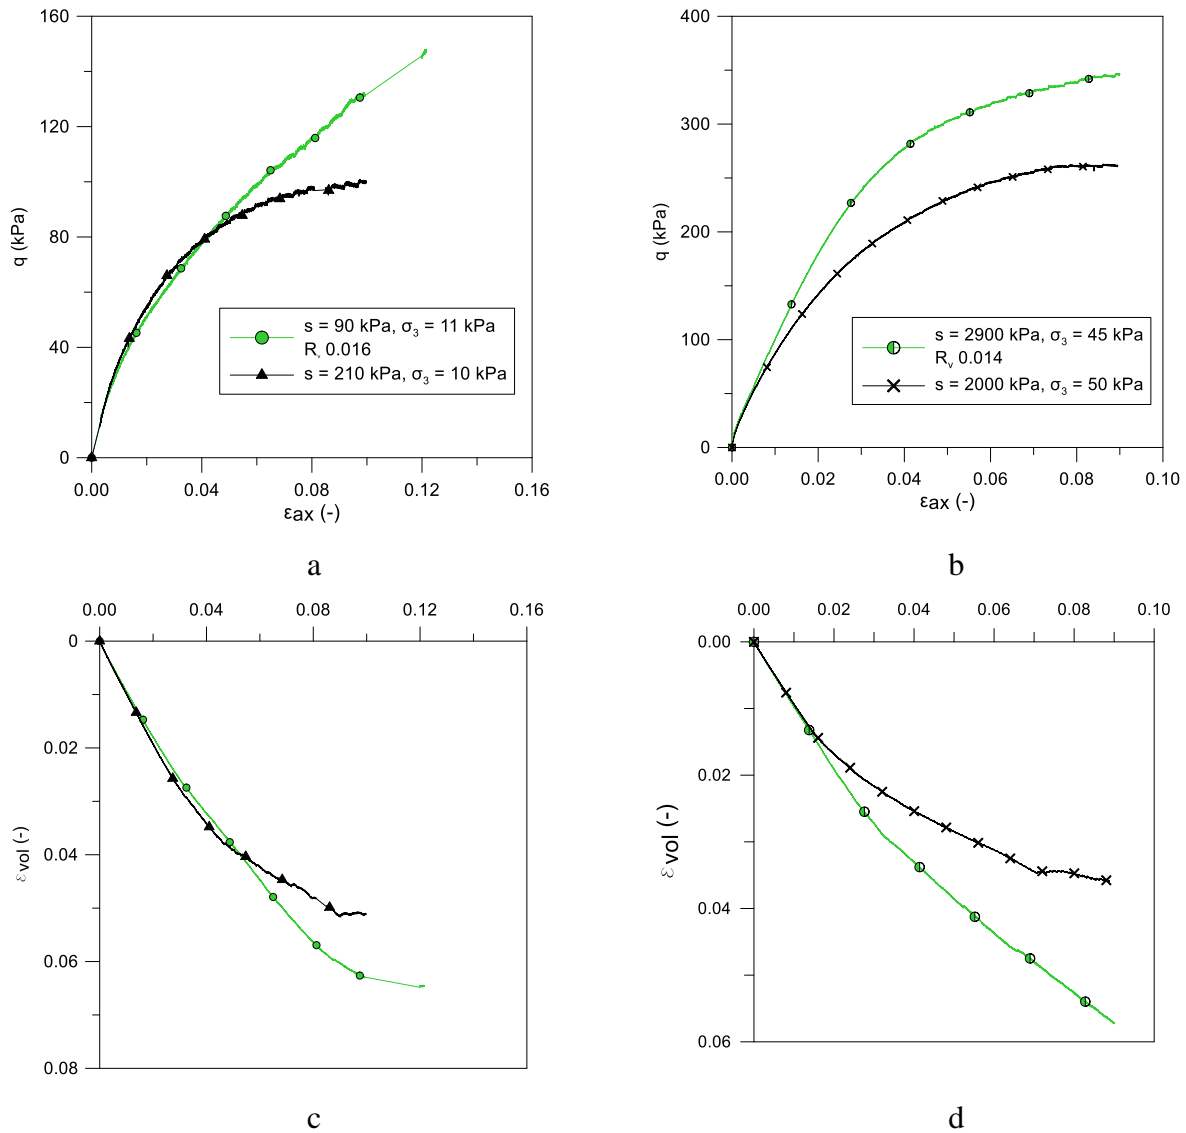 160
120
80
40
0
q (kPa)
0.00 0.04 0.08 0.12 0.16
εax (-)
s = 90 kPa, σ3 = 11 kPa
Rv 0.016
s = 210 kPa, σ3 = 10 kPa
a
400
300
200
100
0
q (kPa)
0.00 0.02 0.04 0.06 0.08 0.10
εax (-)
s = 2900 kPa, σ3 = 45 kPa
Rv 0.014
s = 2000 kPa, σ3 = 50 kPa
b
0.00 0.04 0.08 0.12 0.16
0
0.02
0.04
0.06
0.08
εvol (-)
c
0.00 0.02 0.04 0.06 0.08 0.10
0.00
0.02
0.04
0.06
εvol (-)
d